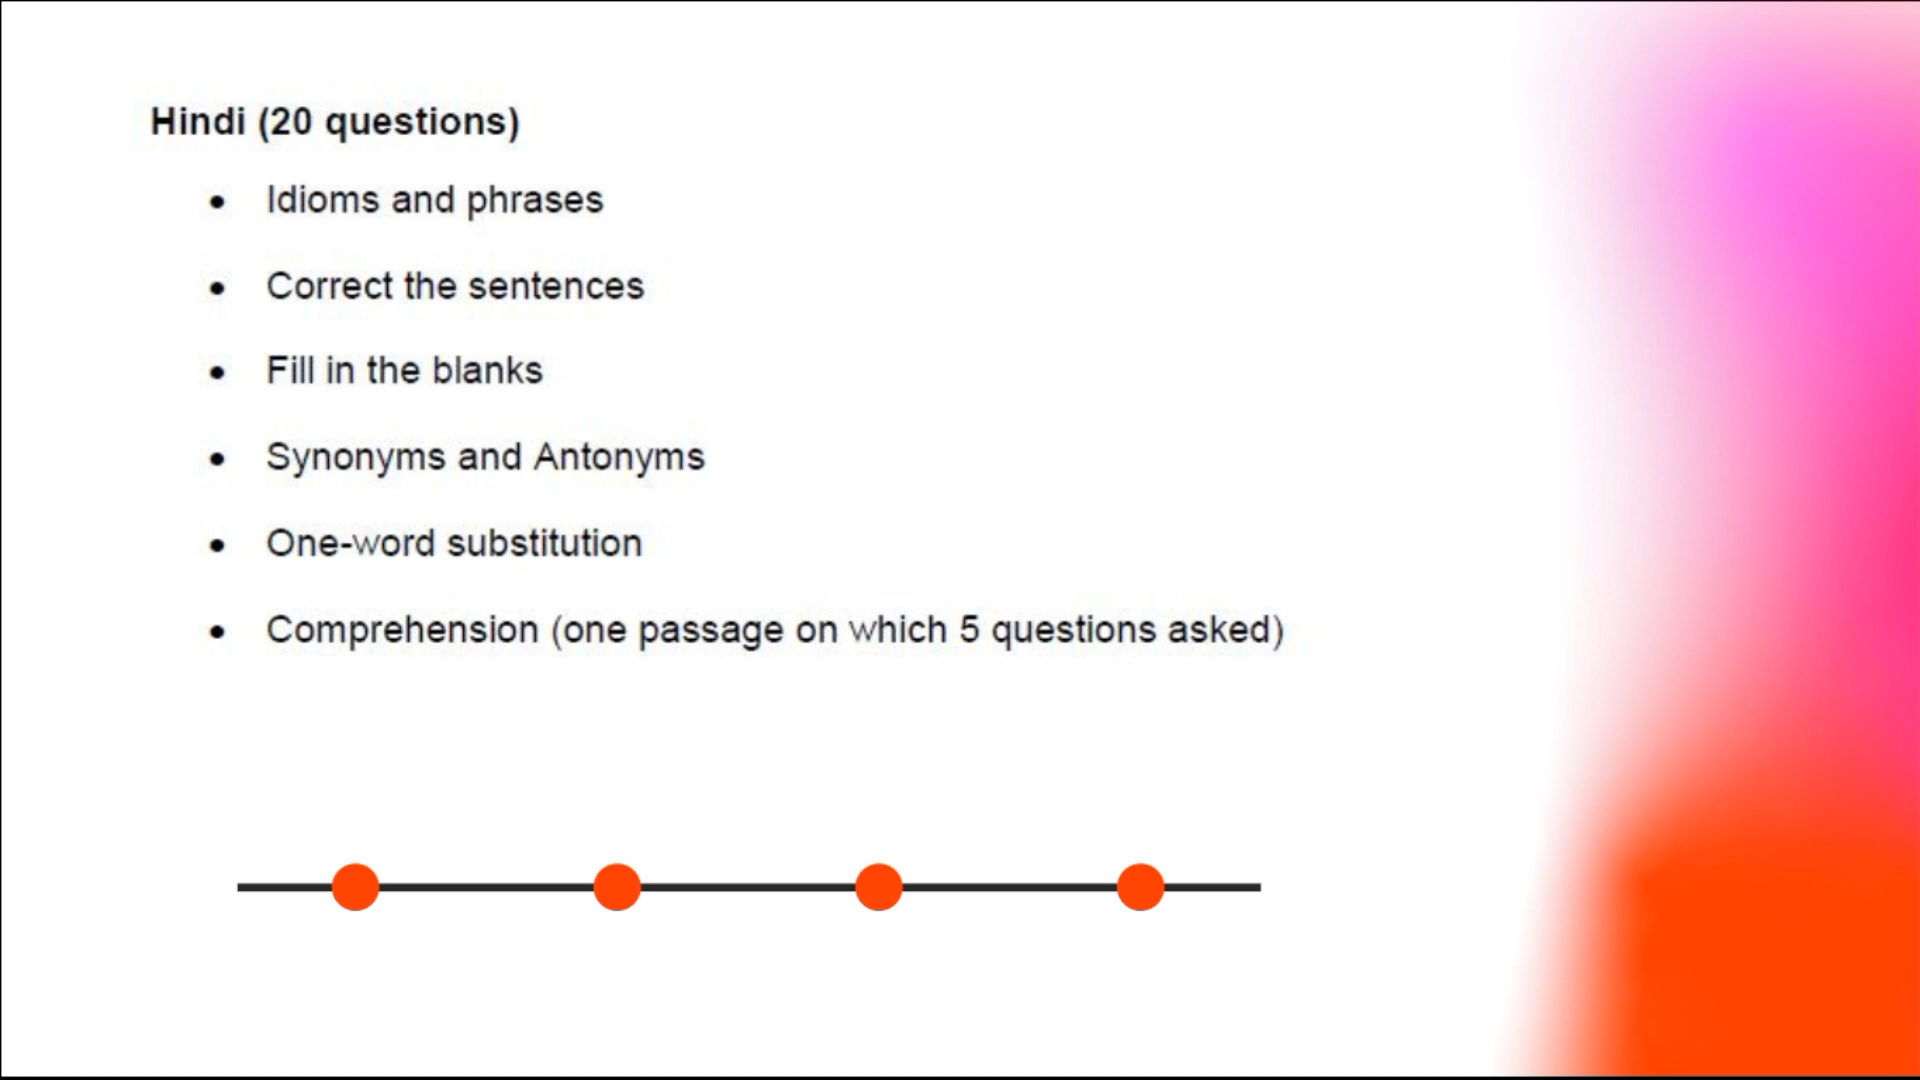 Hindi (20 questions)
• Idioms and phrases
• Correct the sentences
• Fill in the blanks
• Synonyms and Antonyms
• One-word substitution
• Comprehension (one passage on which 5 questions asked)